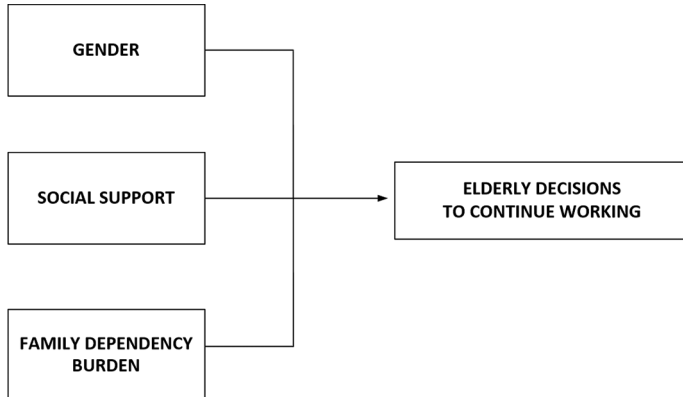 GENDER
SOCIAL SUPPORT
ELDERLY DECISIONS
TO CONTINUE WORKING
FAMILY DEPENDENCY
BURDEN